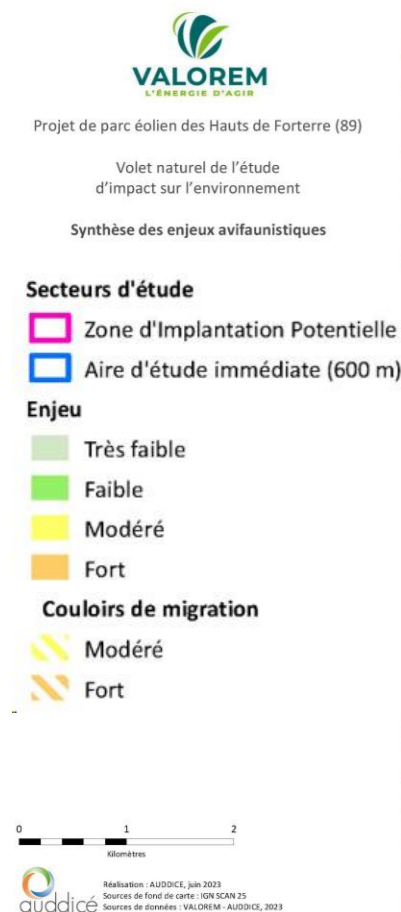 VALOREM
L'ÉNERGIE D'AGIR
Projet de parc éolien des Hauts de Forterre (89)
Volet naturel de l'étude
d'impact sur l'environnement
Synthèse des enjeux avifaunistiques
Secteurs d'étude
Zone d'Implantation Potentielle
Aire d'étude immédiate (600 m)
Enjeu
Très faible
Faible
Modéré
Fort
Couloirs de migration
Modéré
Fort
0 1 2
Kilomètres
auddicé
Réalisation : AUDDICE, juin 2023
Sources de fond de carte : IGN SCAN 25
Sources de données : VALOREM - AUDDICE, 2023